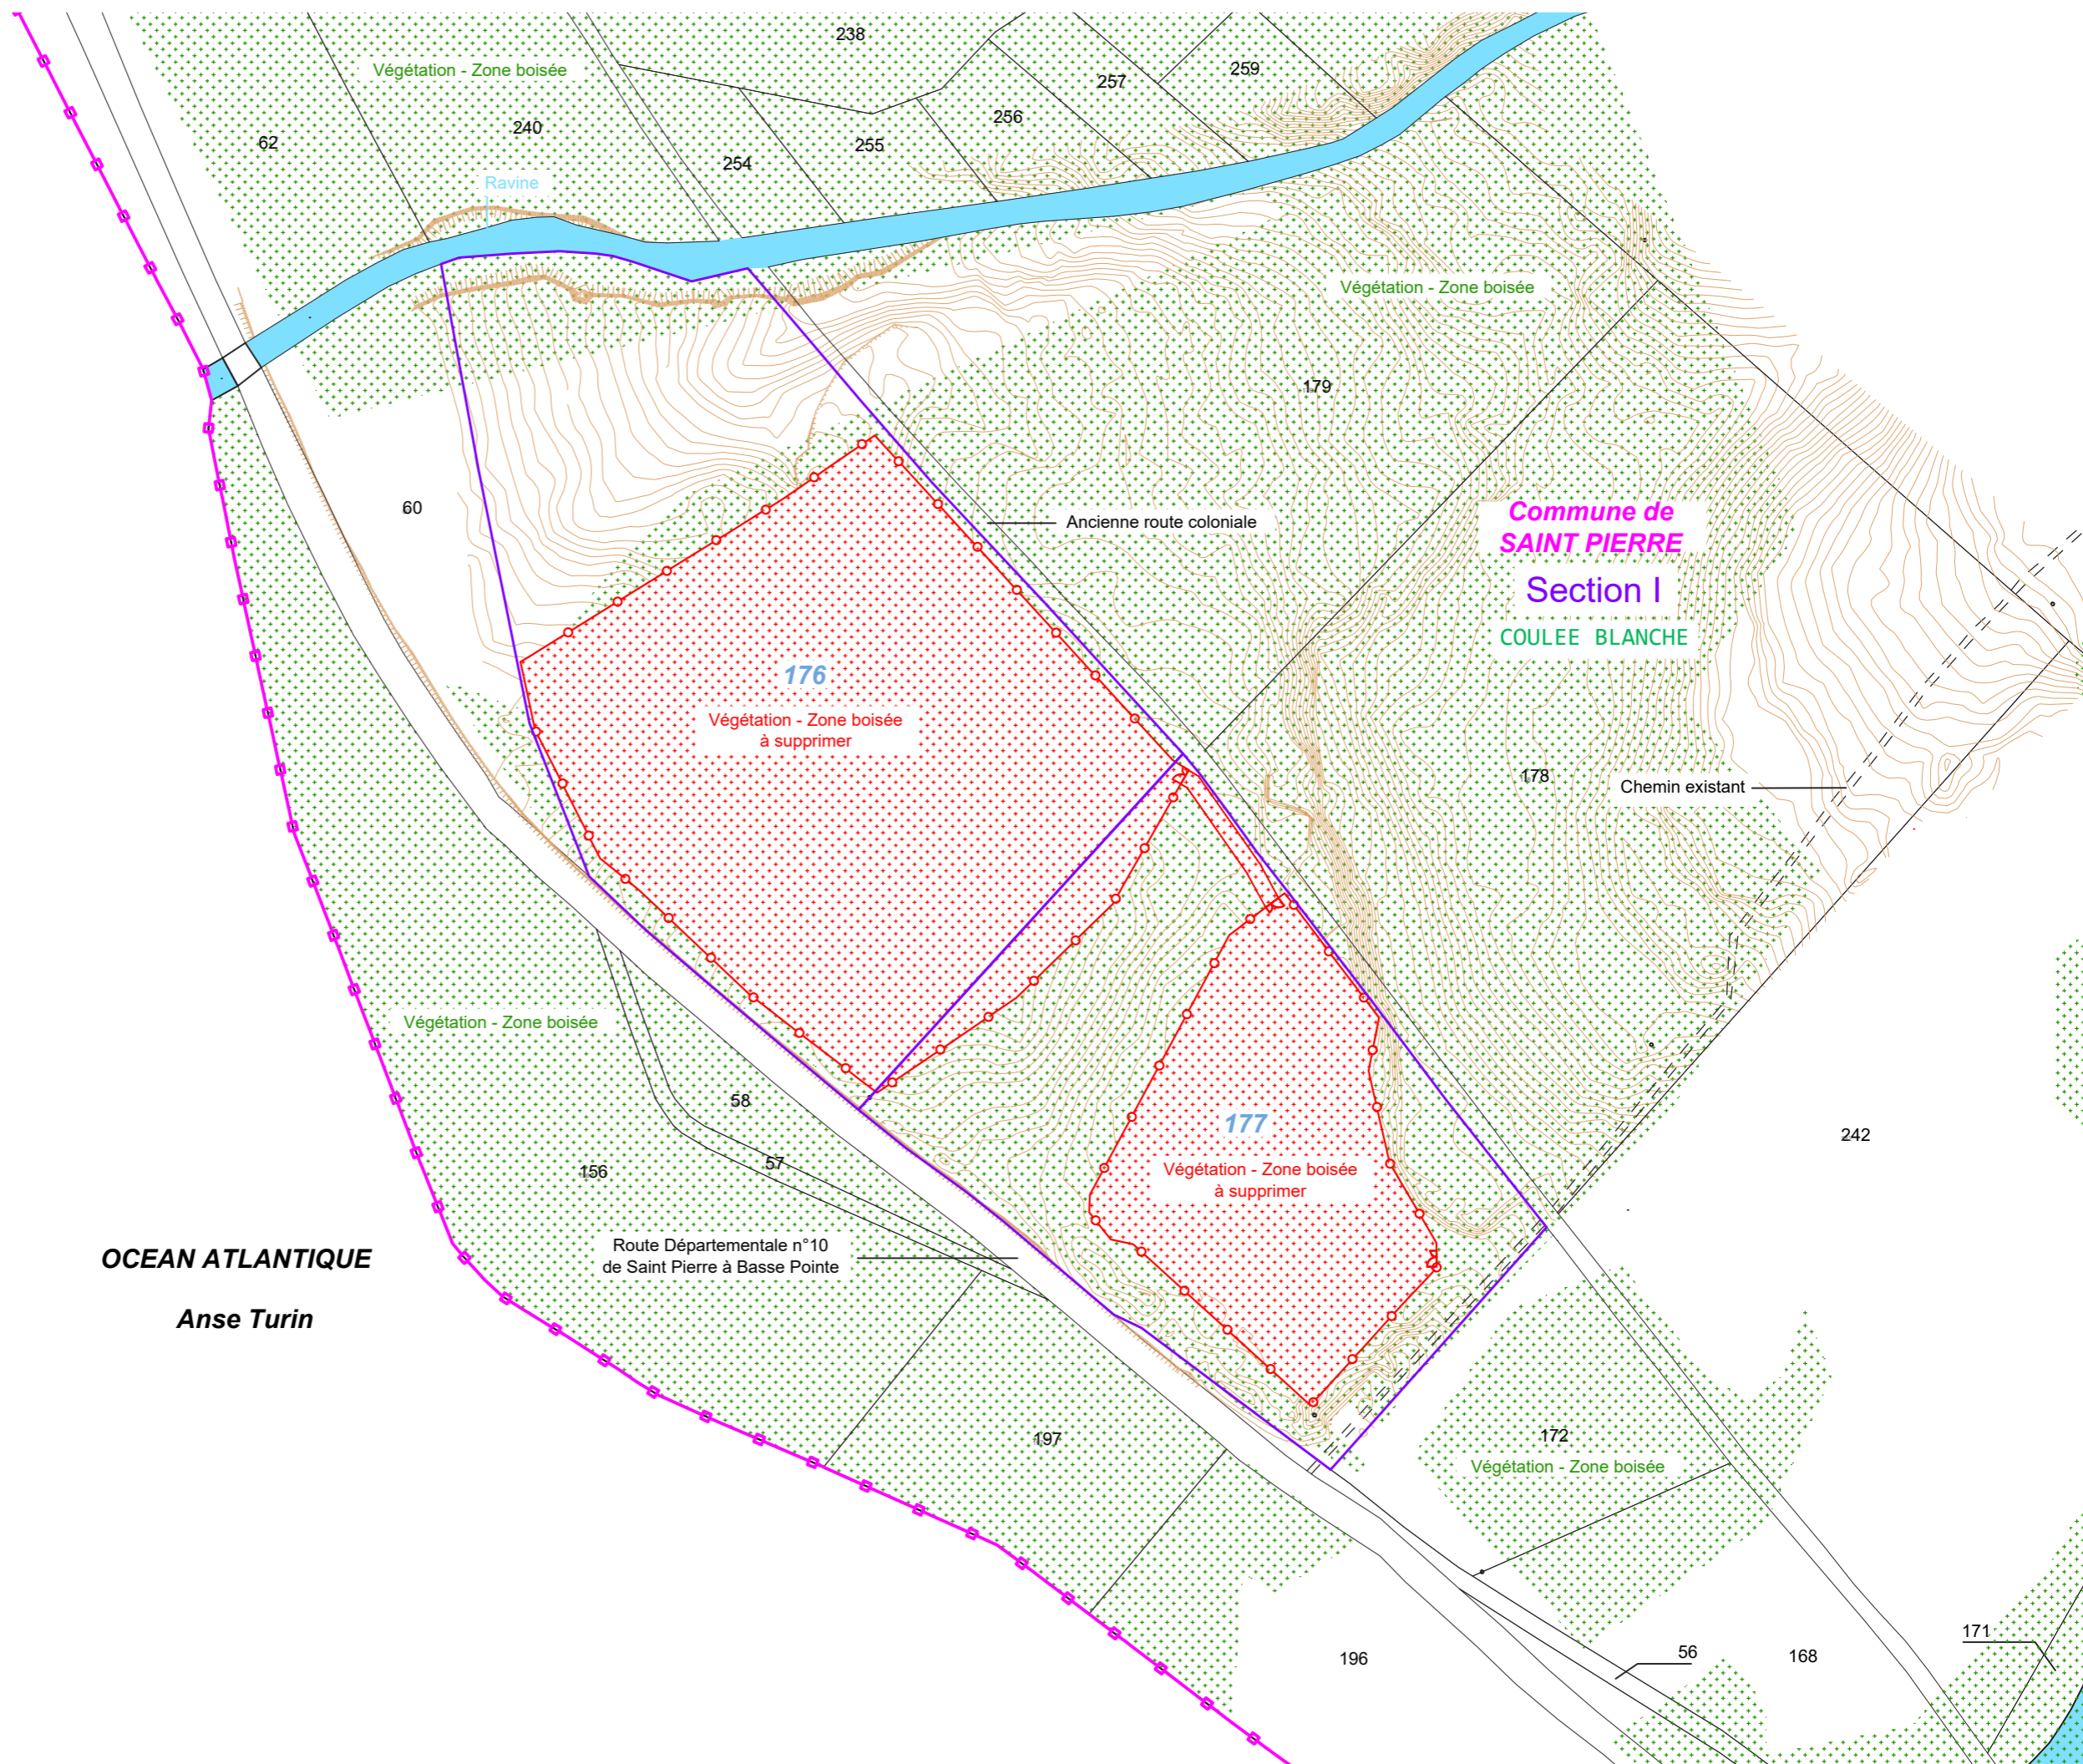 238
Végétation - Zone boisée
259
257
256
240
62
255
254
Ravine
Végétation - Zone boisée
179
60
Commune de
SAINT PIERRE
Ancienne route coloniale
Section I
COULEE BLANCHE
176
Végétation - Zone boisée
à supprimer
178
Chemin existant
Végétation - Zone boisée
58
177
242
57
156
Végétation - Zone boisée
à supprimer
Route Départementale n°10
de Saint Pierre à Basse Pointe
OCEAN ATLANTIQUE
Anse Turin
197
172
Végétation - Zone boisée
171
56
168
196